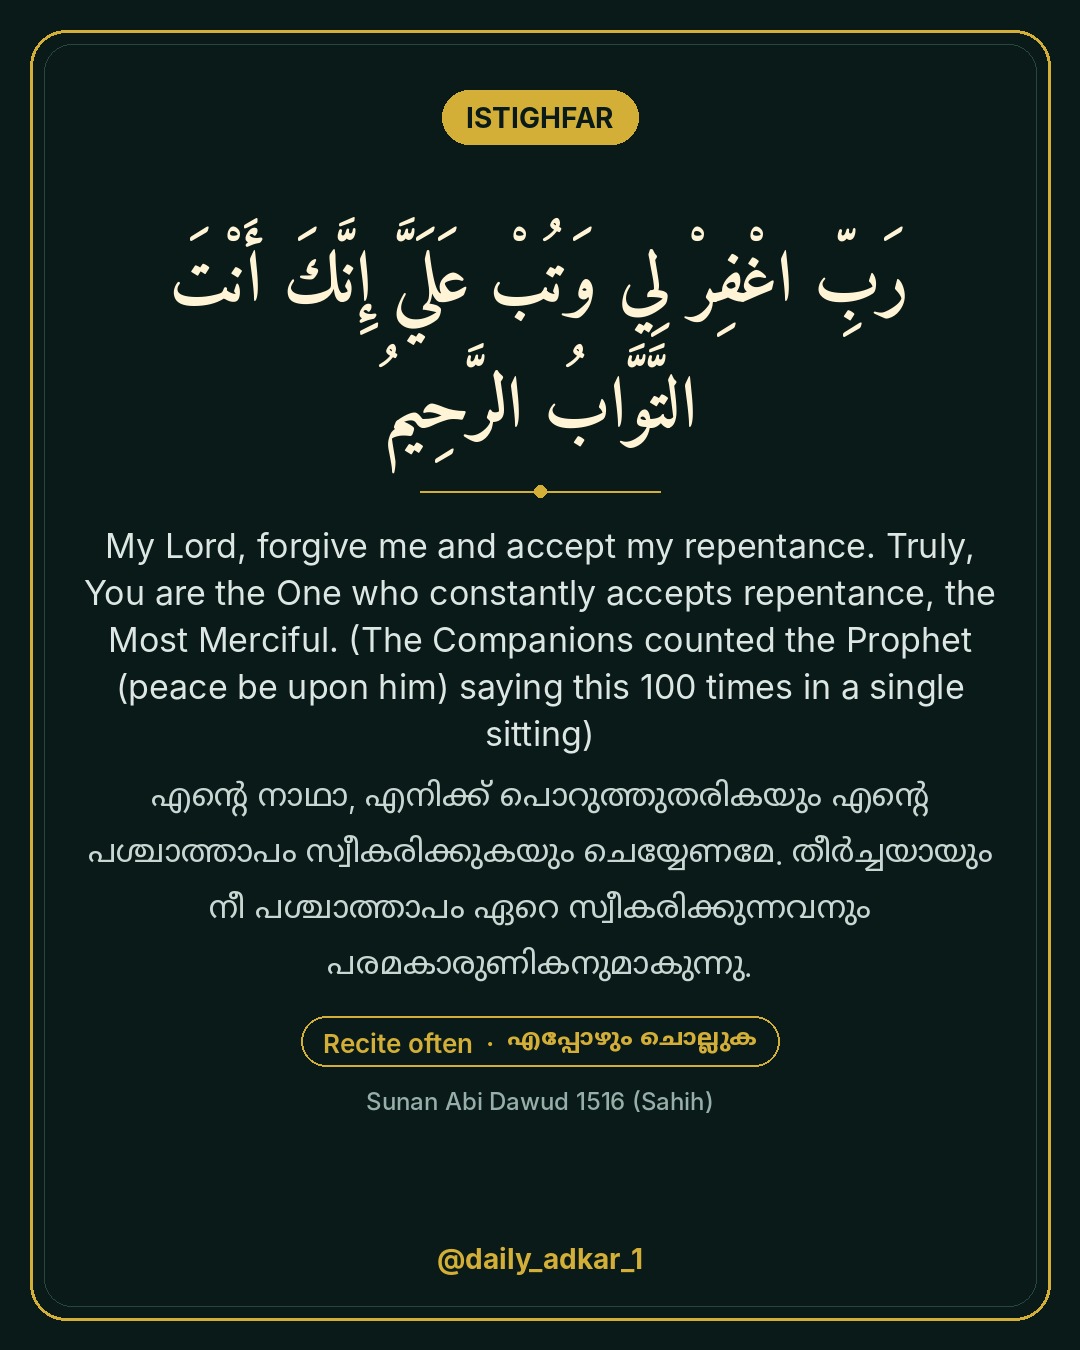 ISTIGHFAR
رَبِّ اغْفِرْ لِي وَتُبْ عَلَيَّ إِنَّكَ أَنْتَ
التَّوَّابُ الرَّحِيمُ
My Lord, forgive me and accept my repentance. Truly,
You are the One who constantly accepts repentance, the
Most Merciful. (The Companions counted the Prophet
(peace be upon him) saying this 100 times in a single
sitting)
എന്റെ നാഥാ, എനിക്ക് പൊറുത്തുതരികയും എന്റെ
പശ്ചാത്താപം സ്വീകരിക്കുകയും ചെയ്യേണമേ. തീർച്ചയായും
നീ പശ്ചാത്താപം ഏറെ സ്വീകരിക്കുന്നവനും
പരമകാരുണികനുമാകുന്നു.
Recite often · എപ്പോഴും ചൊല്ലുക
Sunan Abi Dawud 1516 (Sahih)
@daily_adkar_1